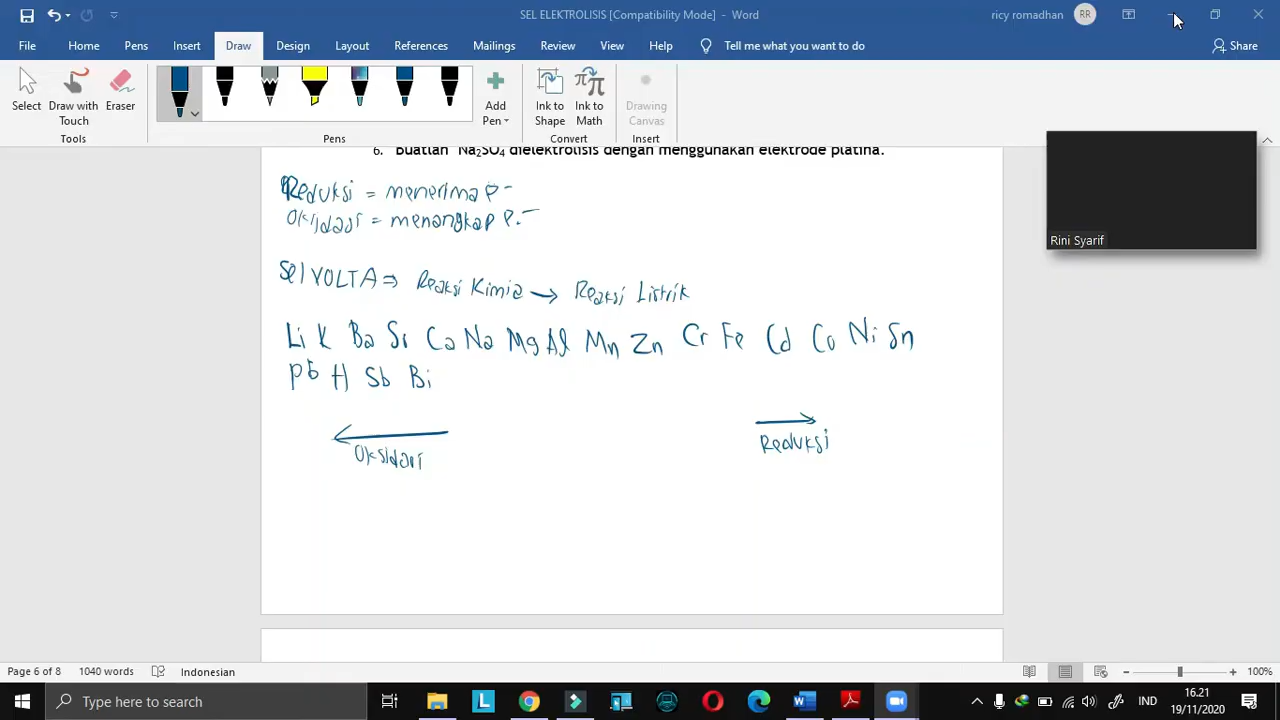 SEL ELEKTROLISIS [Compatibility Mode] - Word
ricy romadhan RR
File Home Pens Insert Draw Design Layout References Mailings Review View Help Tell me what you want to do Share
Select Draw with Touch Eraser Add Pen Ink to Shape Ink to Math Drawing Canvas
Tools Pens Convert Insert
6. Buatlah Na₂SO₄ dielektrolisis dengan menggunakan elektrode platina.
Reduksi = menerima e-
Oksidasi = menangkap e.-
Sel VOLTA ⇒ Reaksi Kimia → Reaksi Listrik
Li K Ba Sr Ca Na Mg Al Mn Zn Cr Fe Cd Co Ni Sn
Pb H Sb Bi
Oksidasi
Reduksi
Rini Syarif
Page 6 of 8 1040 words Indonesian 100%
Type here to search
L
IND
16.21
19/11/2020